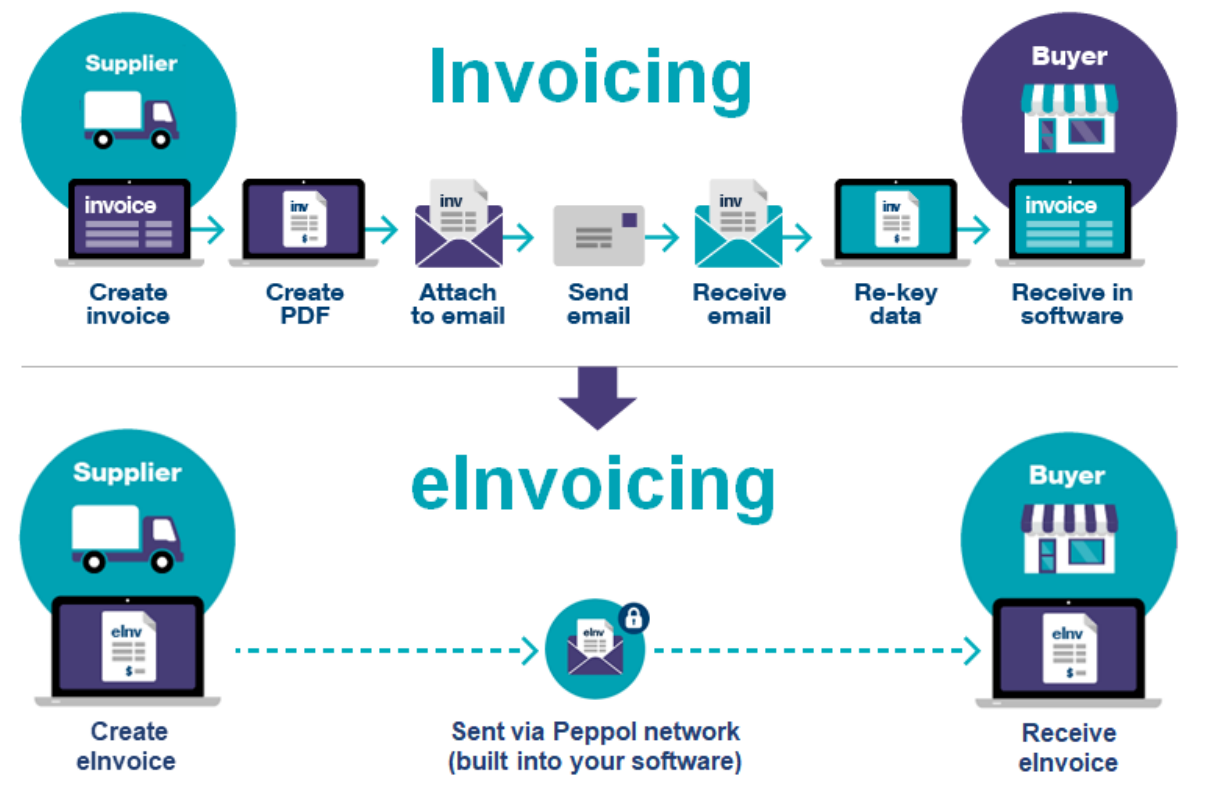 Supplier
Invoicing
Buyer
invoice
inv
$
inv
inv
inv
$
invoice
Create
invoice
Create
PDF
Attach
to email
Send
email
Receive
email
Re-key
data
Receive in
software
eInvoicing
Supplier
Buyer
eInv
$
eInv
eInv
$
Create
eInvoice
Sent via Peppol network
(built into your software)
Receive
eInvoice